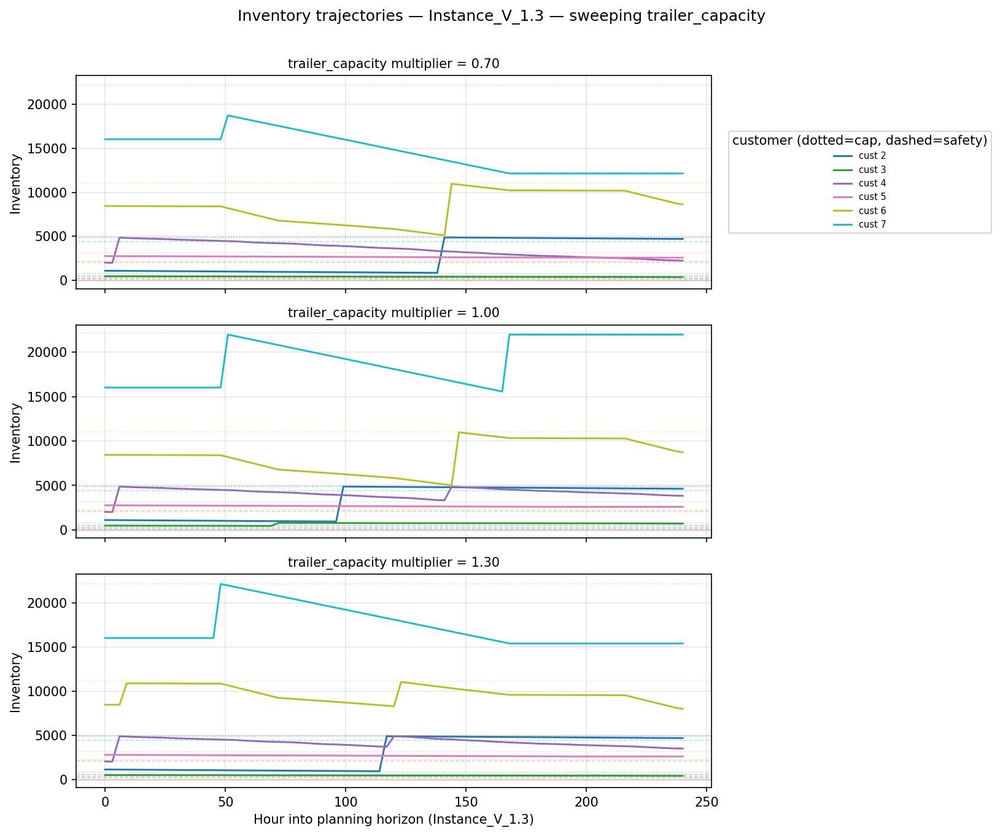 Inventory trajectories — Instance_V_1.3 — sweeping trailer_capacity
trailer_capacity multiplier = 0.70
20000
15000
10000
5000
0
Inventory
customer (dotted=cap, dashed=safety)
cust 2
cust 3
cust 4
cust 5
cust 6
cust 7
trailer_capacity multiplier = 1.00
20000
15000
10000
5000
0
Inventory
trailer_capacity multiplier = 1.30
20000
15000
10000
5000
0
Inventory
0 50 100 150 200 250
Hour into planning horizon (Instance_V_1.3)